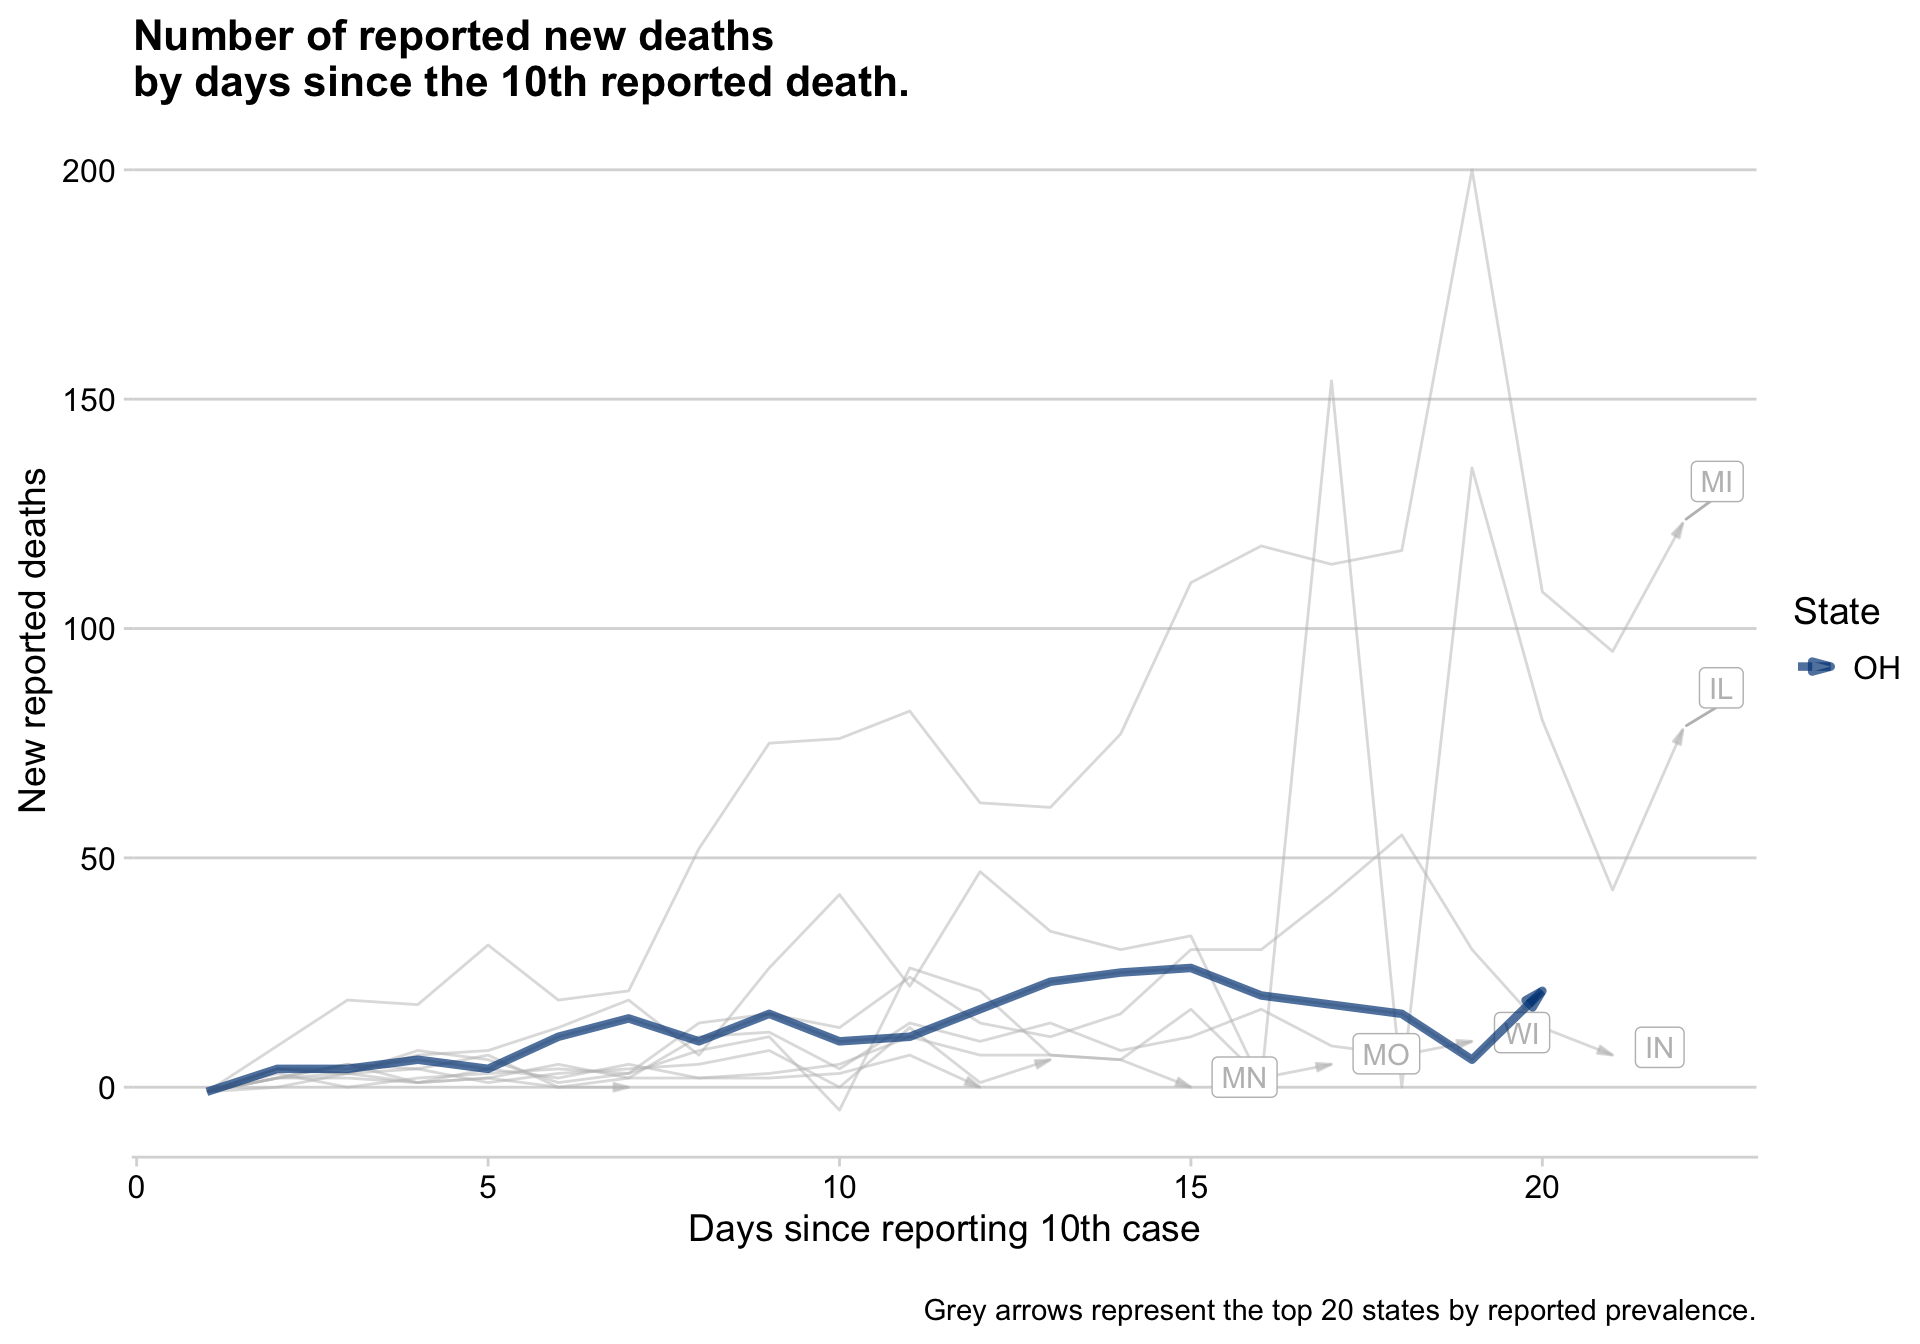 Number of reported new deaths
by days since the 10th reported death.
200
150
100
50
0
New reported deaths
MI
IL
MN
MO
WI
IN
State
OH
0
5
10
15
20
Days since reporting 10th case
Grey arrows represent the top 20 states by reported prevalence.